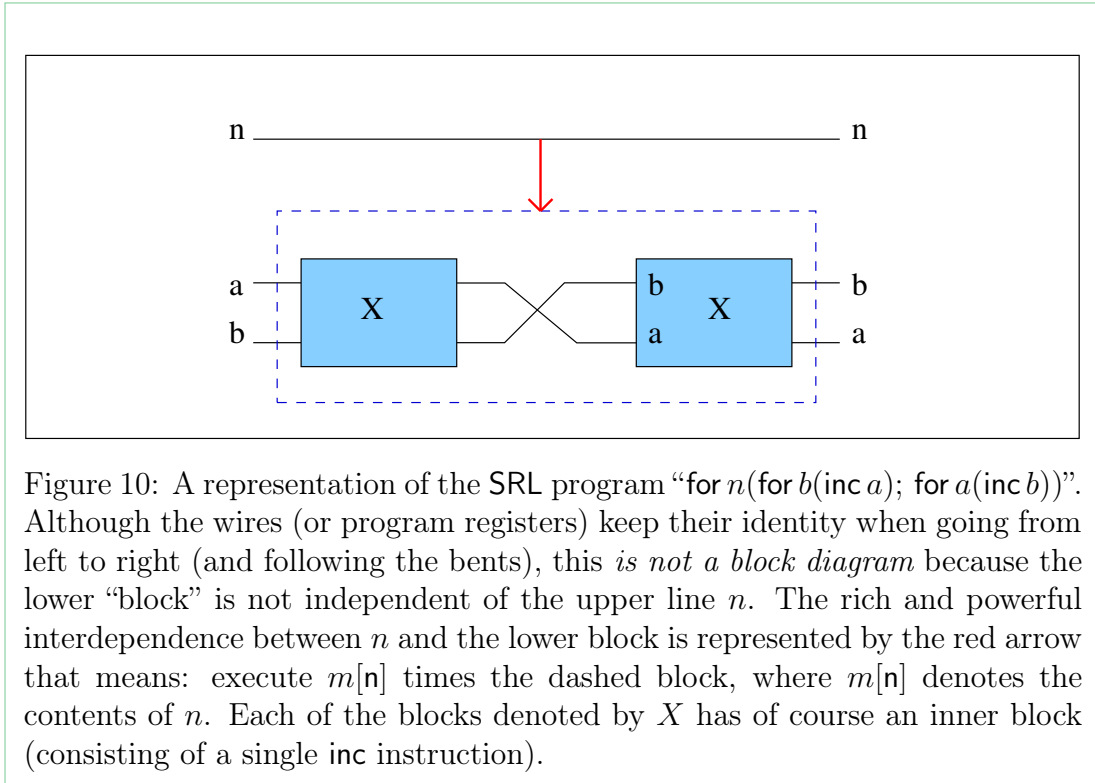 n n
a X b X b
b a a
Figure 10: A representation of the SRL program “for n(for b(inc a); for a(inc b))”.
Although the wires (or program registers) keep their identity when going from
left to right (and following the bents), this is not a block diagram because the
lower “block” is not independent of the upper line n. The rich and powerful
interdependence between n and the lower block is represented by the red arrow
that means: execute m[n] times the dashed block, where m[n] denotes the
contents of n. Each of the blocks denoted by X has of course an inner block
(consisting of a single inc instruction).